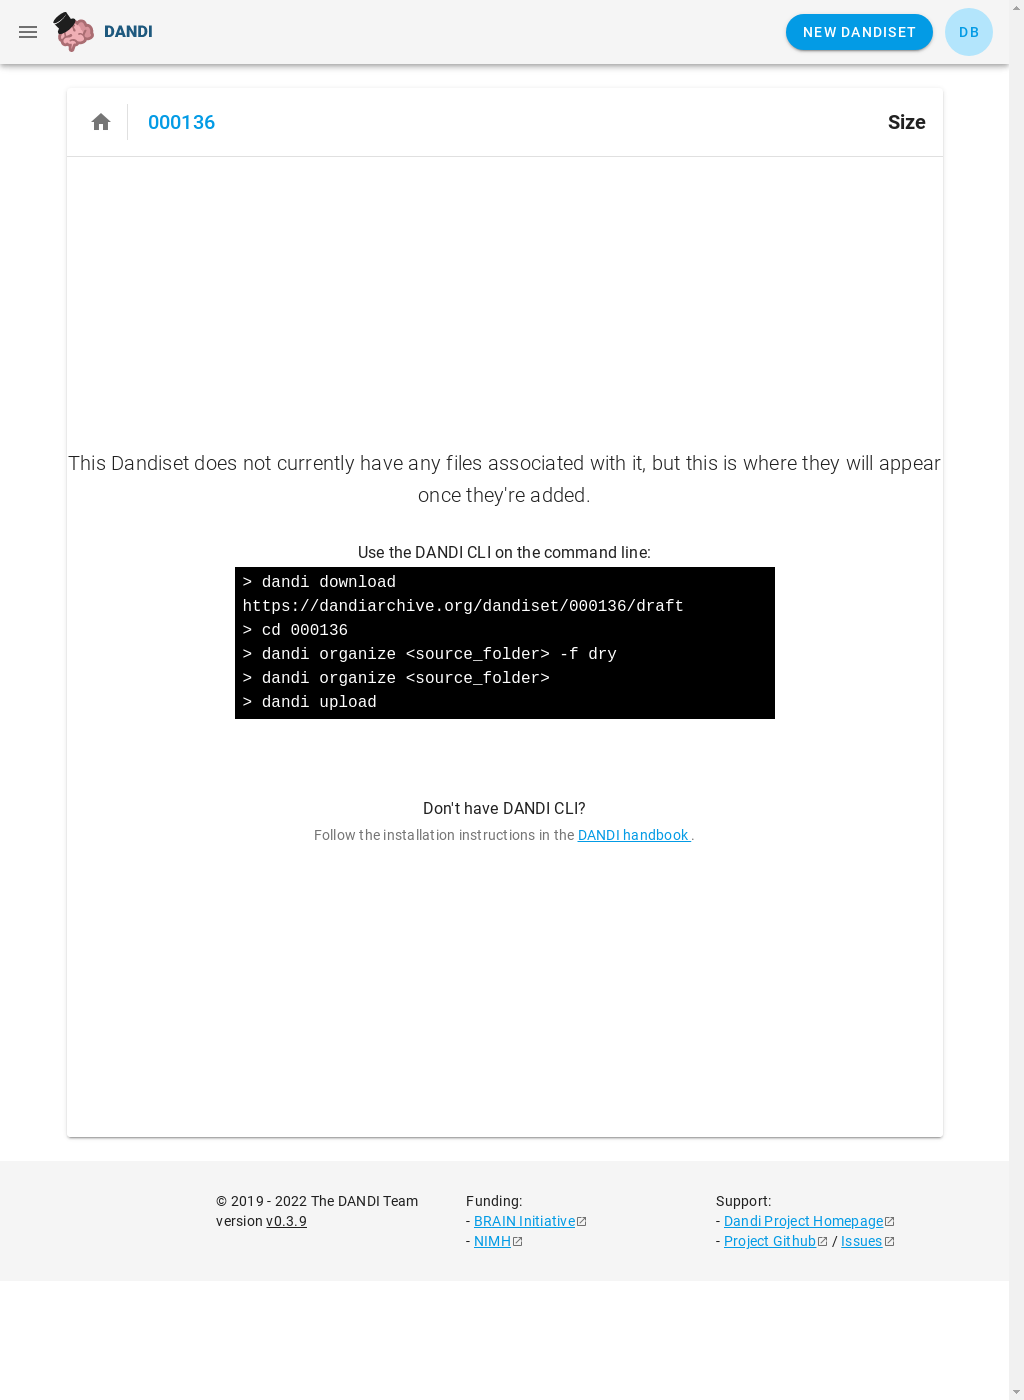 DANDI
NEW DANDISET
DB
000136
Size
This Dandiset does not currently have any files associated with it, but this is where they will appear
once they're added.
Use the DANDI CLI on the command line:
> dandi download
https://dandiarchive.org/dandiset/000136/draft
> cd 000136
> dandi organize <source_folder> -f dry
> dandi organize <source_folder>
> dandi upload
Don't have DANDI CLI?
Follow the installation instructions in the DANDI handbook .
© 2019 - 2022 The DANDI Team
version v0.3.9
Funding:
- BRAIN Initiative
- NIMH
Support:
- Dandi Project Homepage
- Project Github / Issues